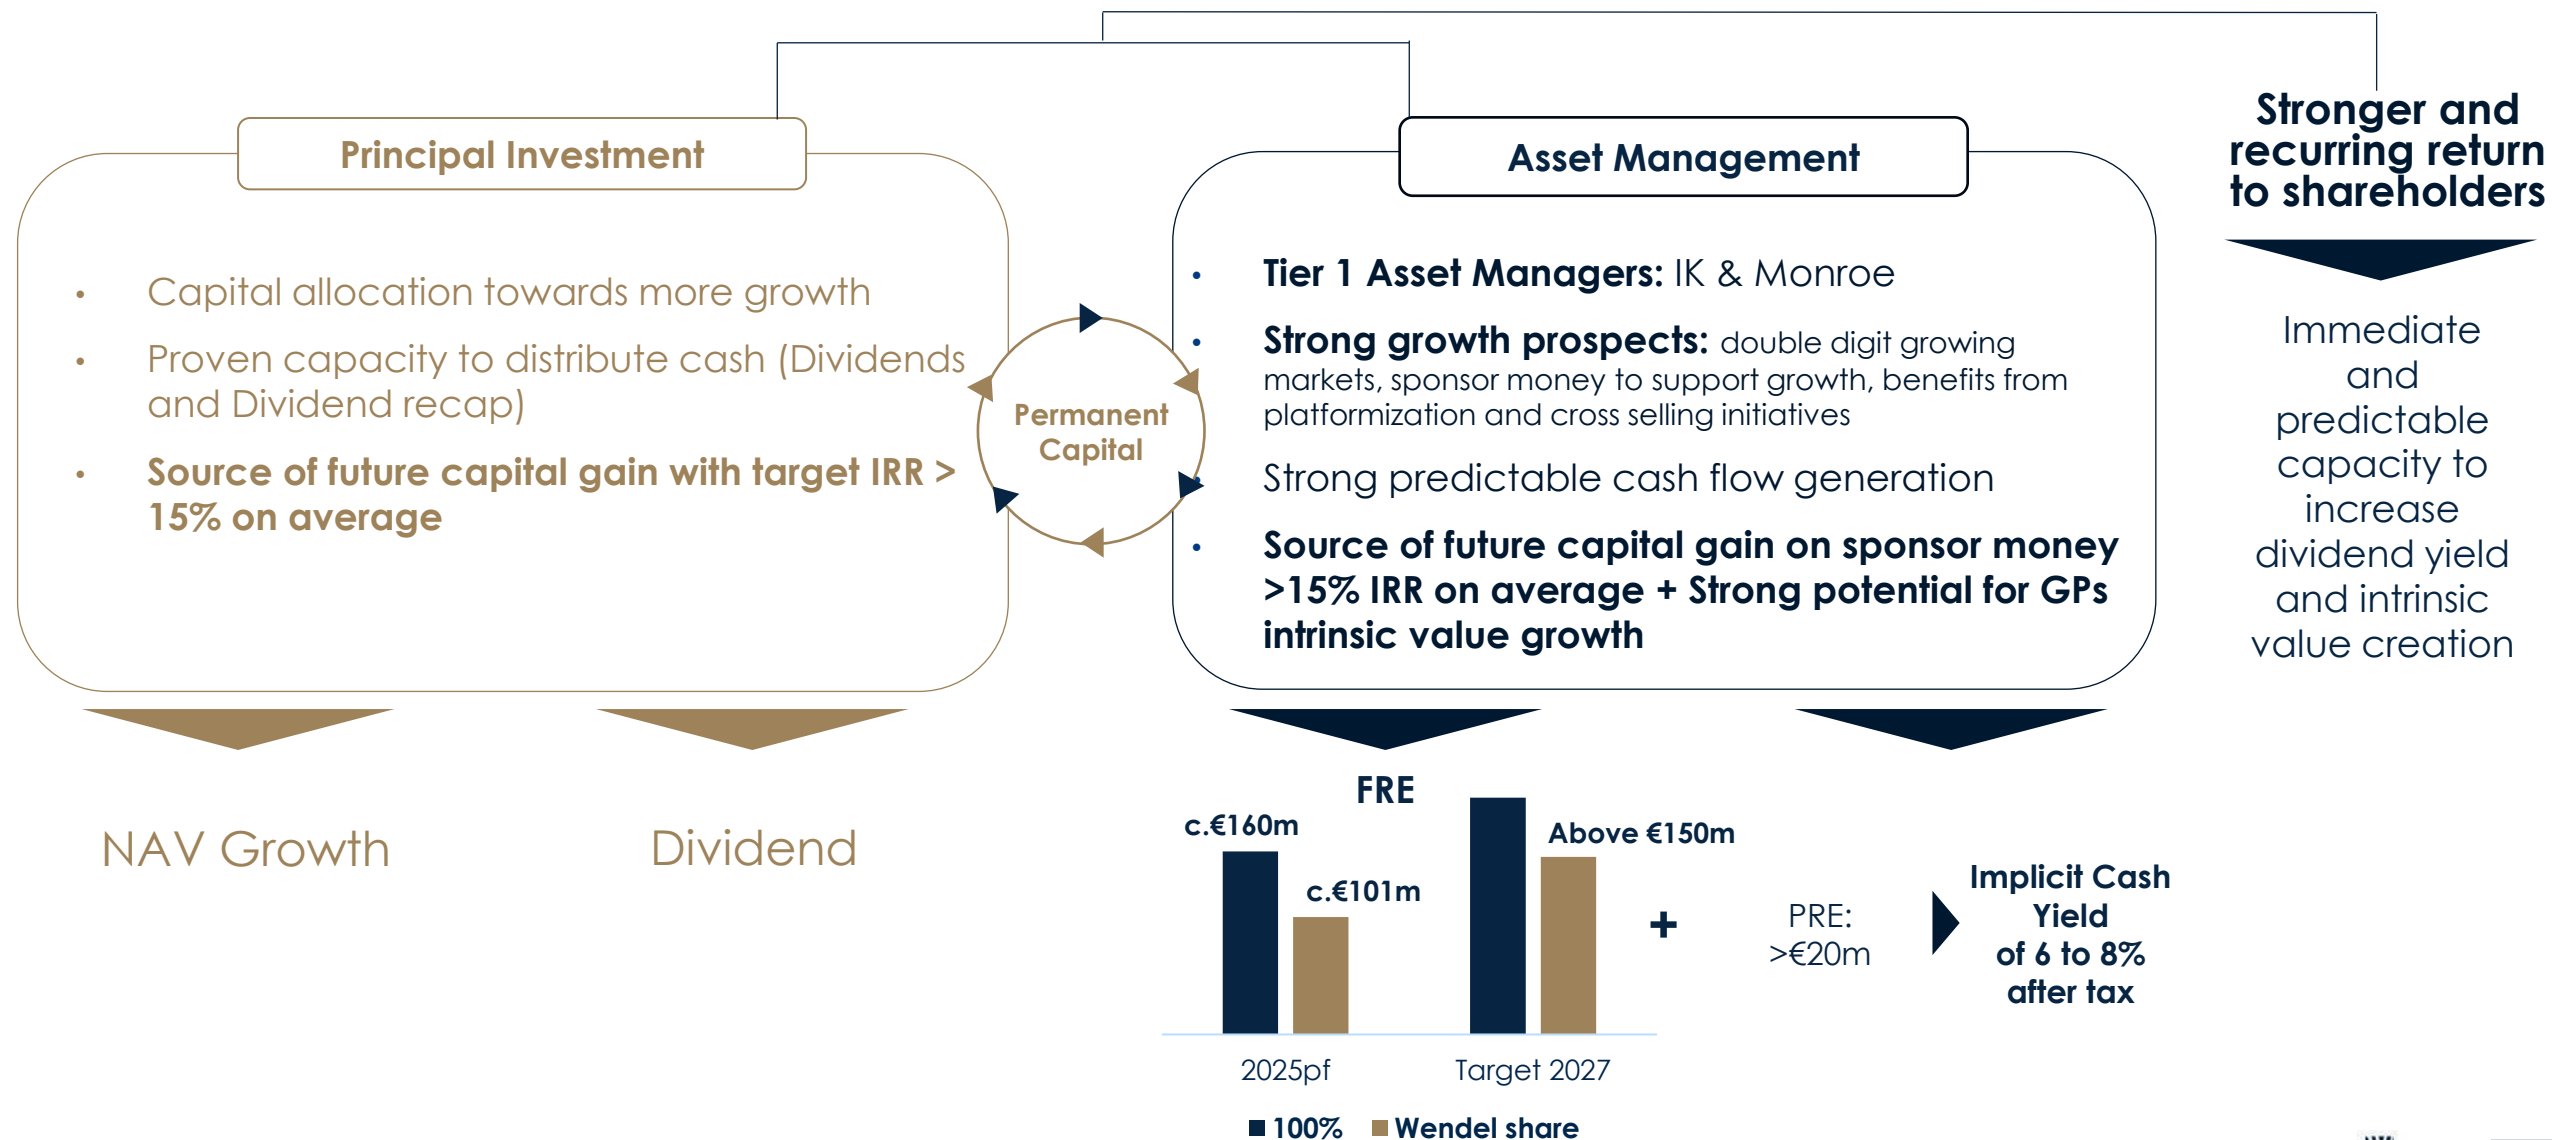 Principal Investment
• Capital allocation towards more growth
• Proven capacity to distribute cash (Dividends
and Dividend recap)
• Source of future capital gain with target IRR >
15% on average
Permanent
Capital
Asset Management
• Tier 1 Asset Managers: IK & Monroe
• Strong growth prospects: double digit growing
markets, sponsor money to support growth, benefits from
platformization and cross selling initiatives
• Strong predictable cash flow generation
• Source of future capital gain on sponsor money
>15% IRR on average + Strong potential for GPs
intrinsic value growth
Stronger and
recurring return
to shareholders
Immediate
and
predictable
capacity to
increase
dividend yield
and intrinsic
value creation
NAV Growth
Dividend
FRE
c.€160m
c.€101m
Above €150m
2025pf
Target 2027
100%
Wendel share
+
PRE:
>€20m
Implicit Cash
Yield
of 6 to 8%
after tax